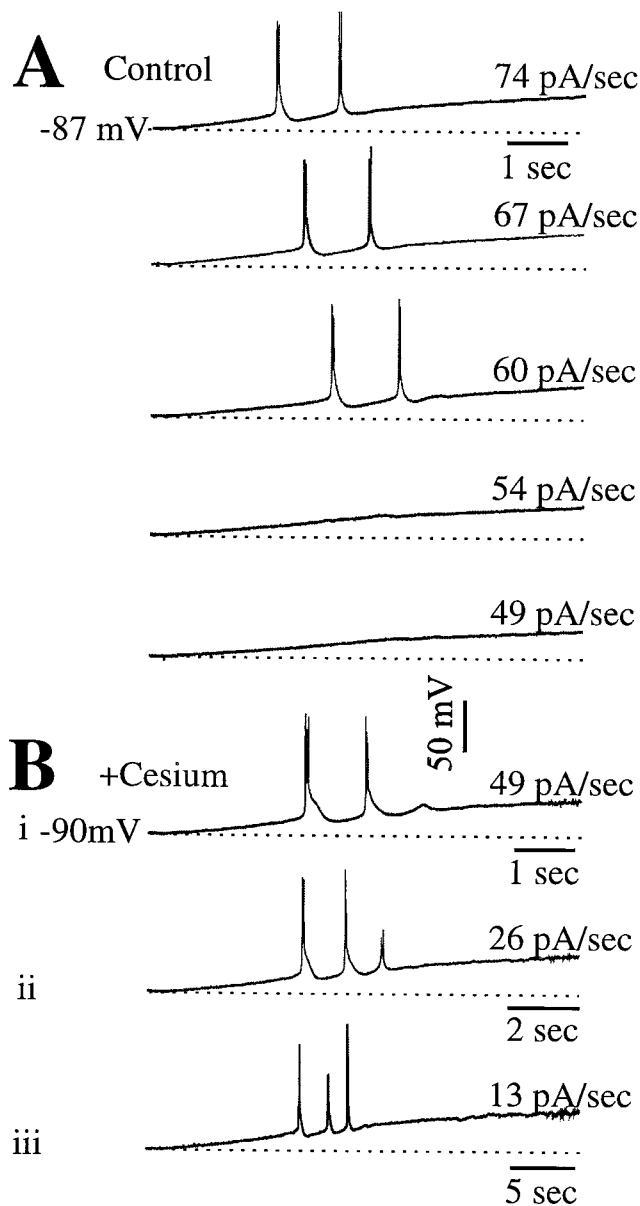 A Control
74 pA/sec
-87 mV
1 sec
67 pA/sec
60 pA/sec
54 pA/sec
49 pA/sec
50 mV
B +Cesium
49 pA/sec
i -90mV
1 sec
26 pA/sec
ii
2 sec
13 pA/sec
iii
5 sec